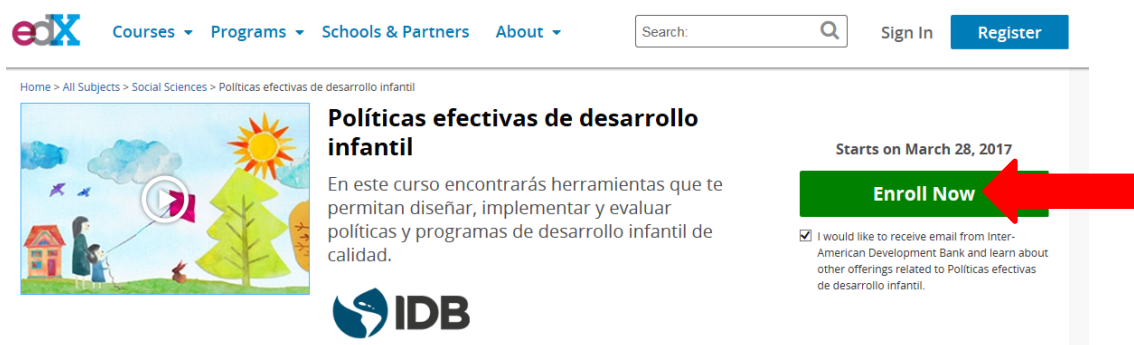 edX
Courses
Programs
Schools & Partners
About
Search:
Sign In
Register
Home > All Subjects > Social Sciences > Políticas efectivas de desarrollo infantil
Políticas efectivas de desarrollo
infantil
En este curso encontrarás herramientas que te
permitan diseñar, implementar y evaluar
políticas y programas de desarrollo infantil de
calidad.
IDB
Starts on March 28, 2017
Enroll Now
I would like to receive email from Inter-
American Development Bank and learn about
other offerings related to Políticas efectivas
de desarrollo infantil.